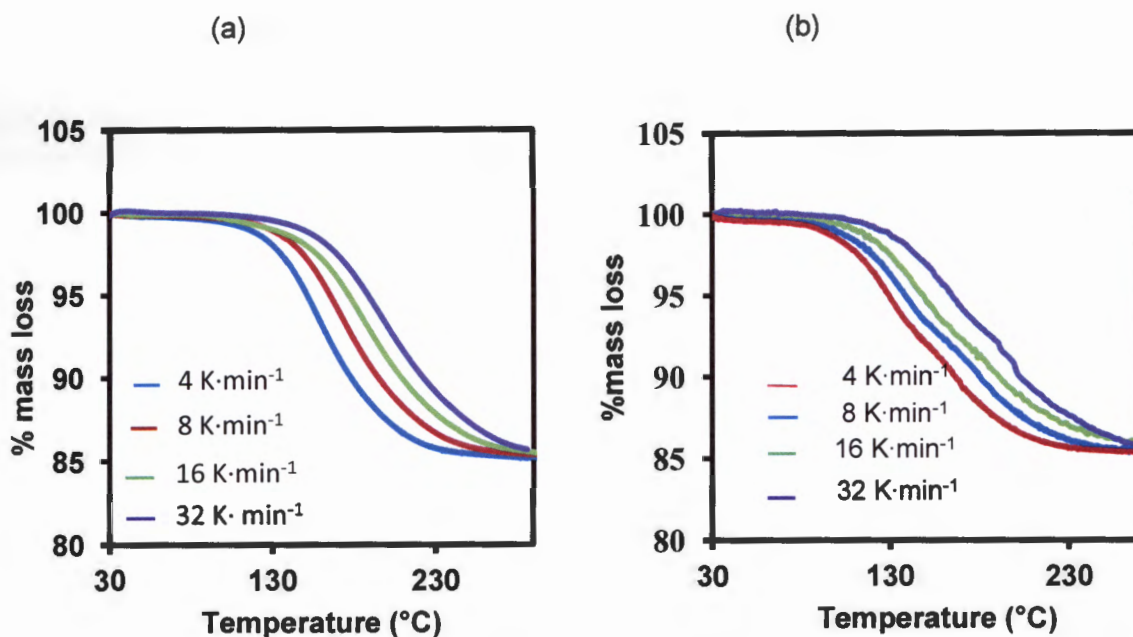 (a)
105
100
95
90
85
80
% mass loss
4 K·min⁻¹
8 K·min⁻¹
16 K·min⁻¹
32 K· min⁻¹
30 130 230
Temperature (°C)
(b)
105
100
95
90
85
80
%mass loss
4 K·min⁻¹
8 K·min⁻¹
16 K·min⁻¹
32 K·min⁻¹
30 130 230
Temperature (°C)